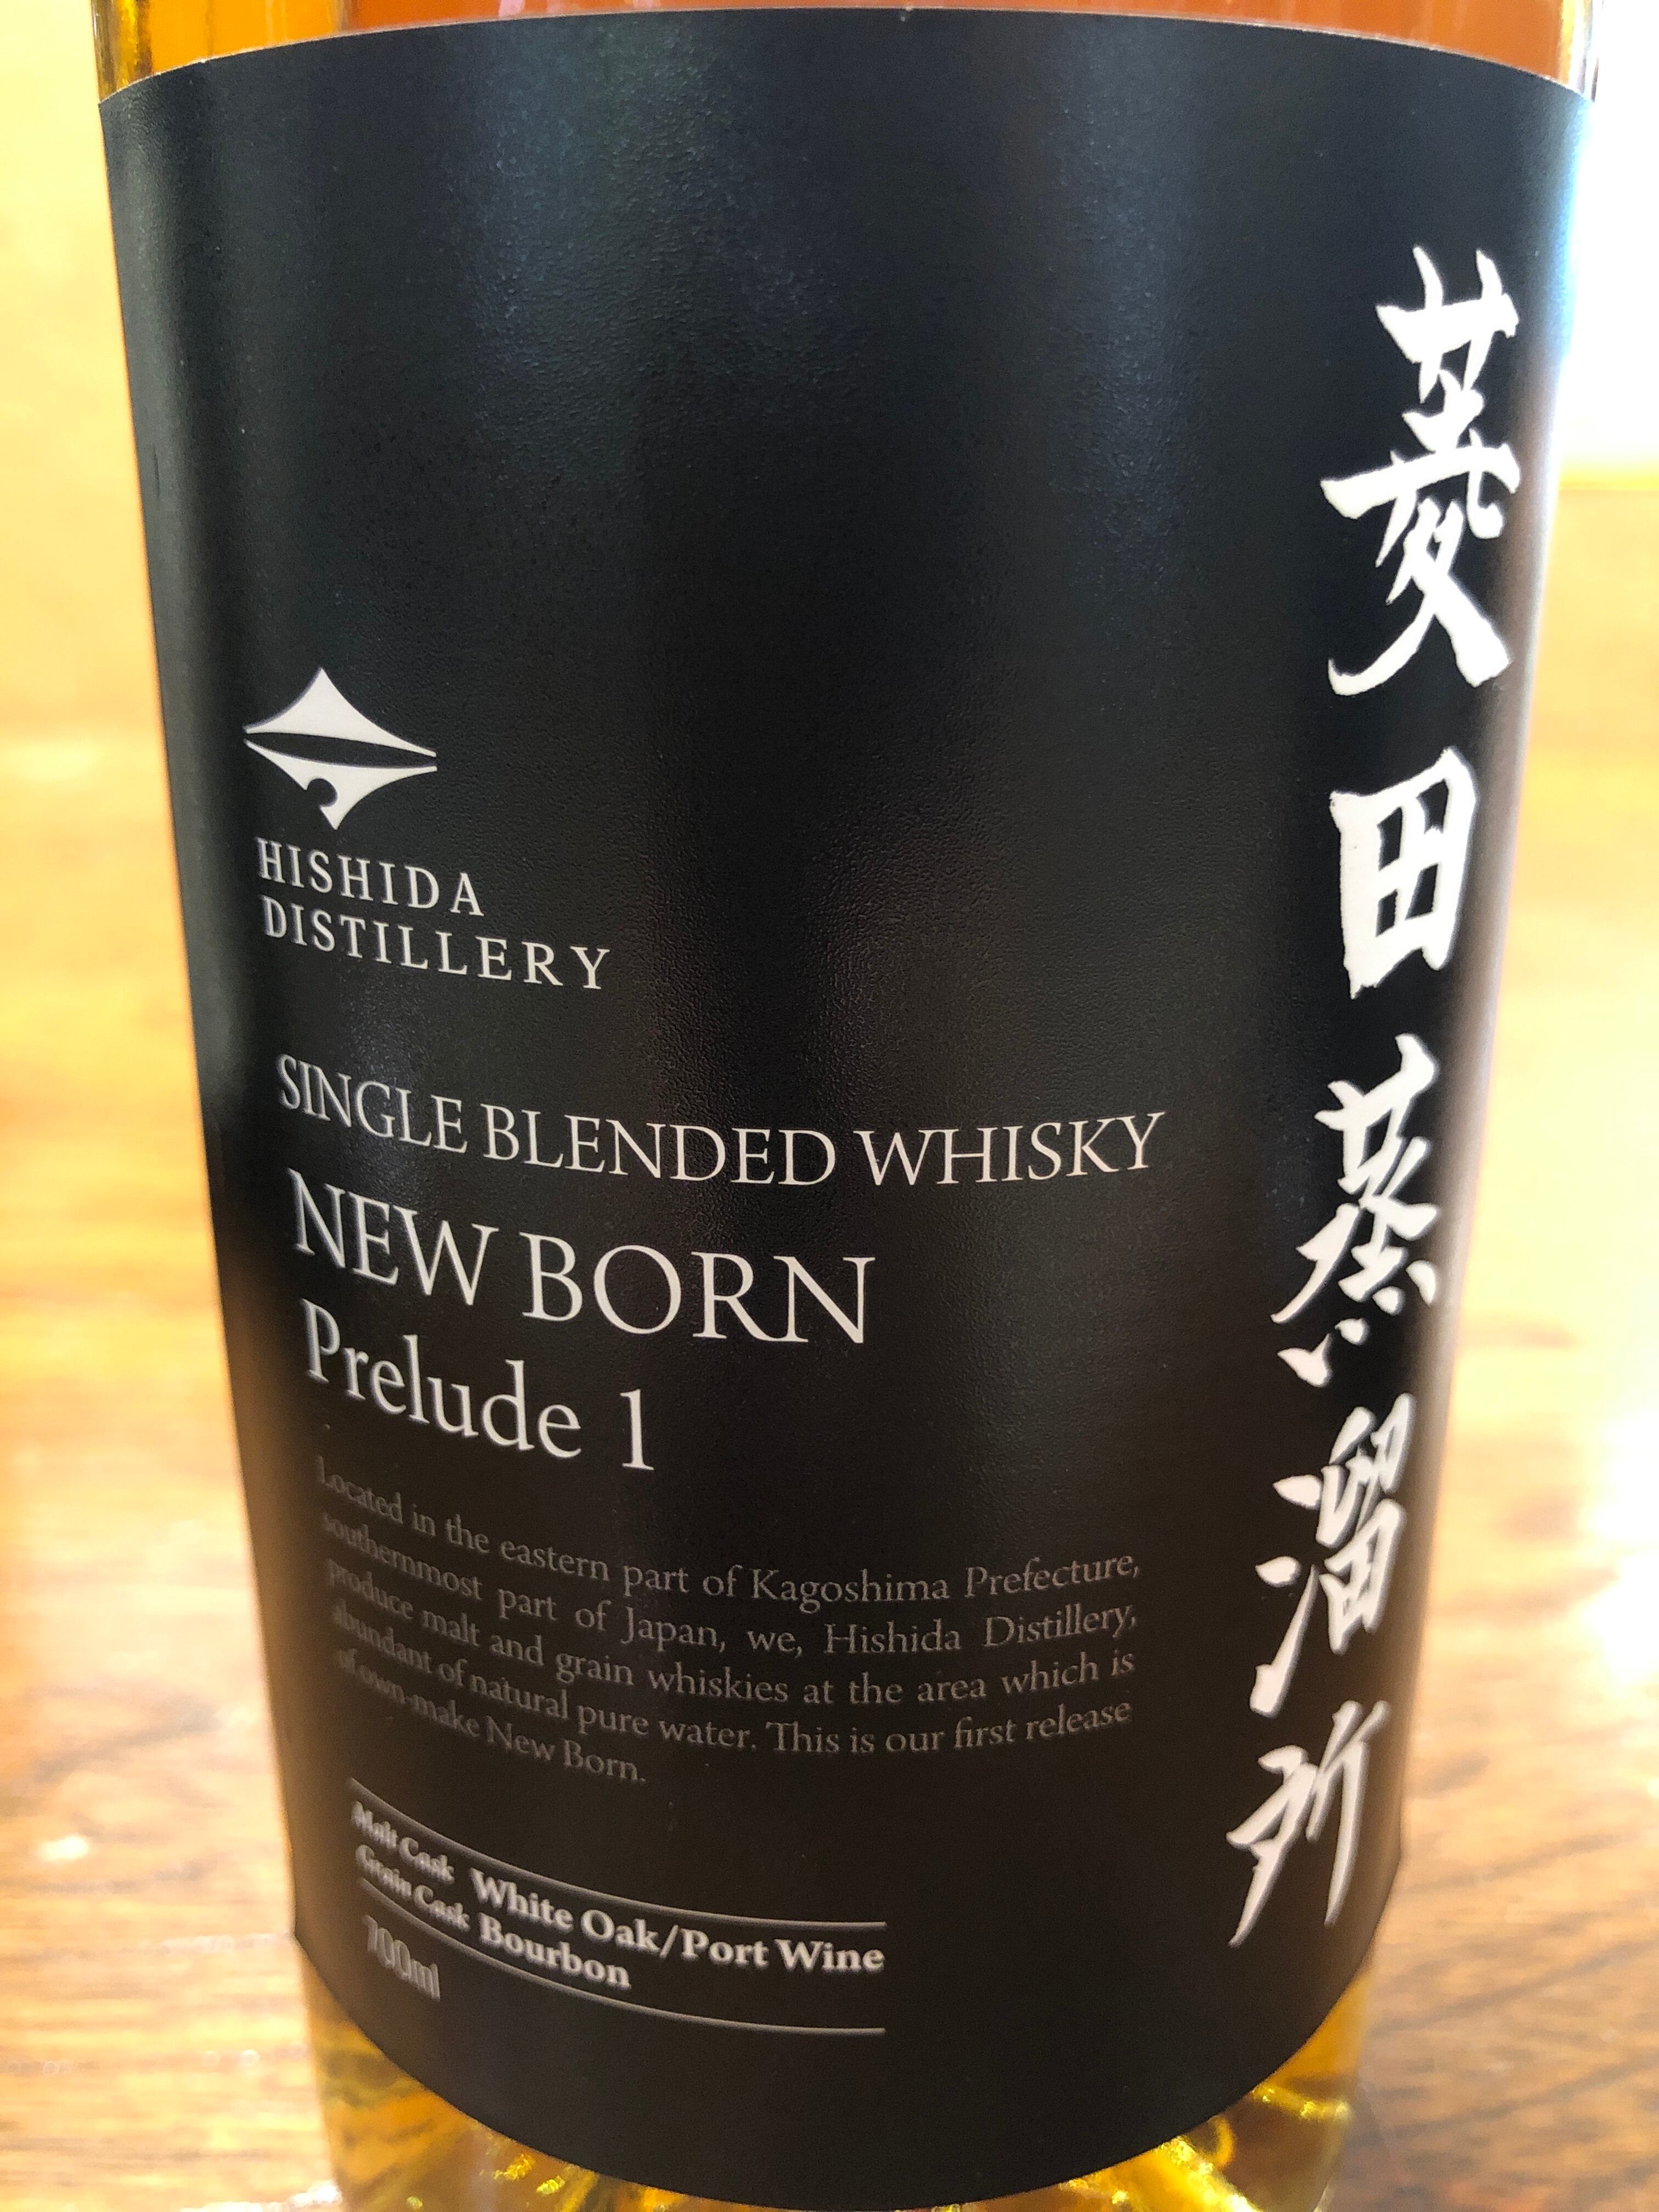 菱田蒸溜所
HISHIDA
DISTILLERY
SINGLE BLENDED WHISKY
NEW BORN
Prelude 1
Located in the eastern part of Kagoshima Prefecture,
southernmost part of Japan, we, Hishida Distillery,
produce malt and grain whiskies at the area which is
abundant of natural pure water. This is our first release
of own-make New Born.
Malt Cask White Oak/Port Wine
Grain Cask Bourbon
700ml